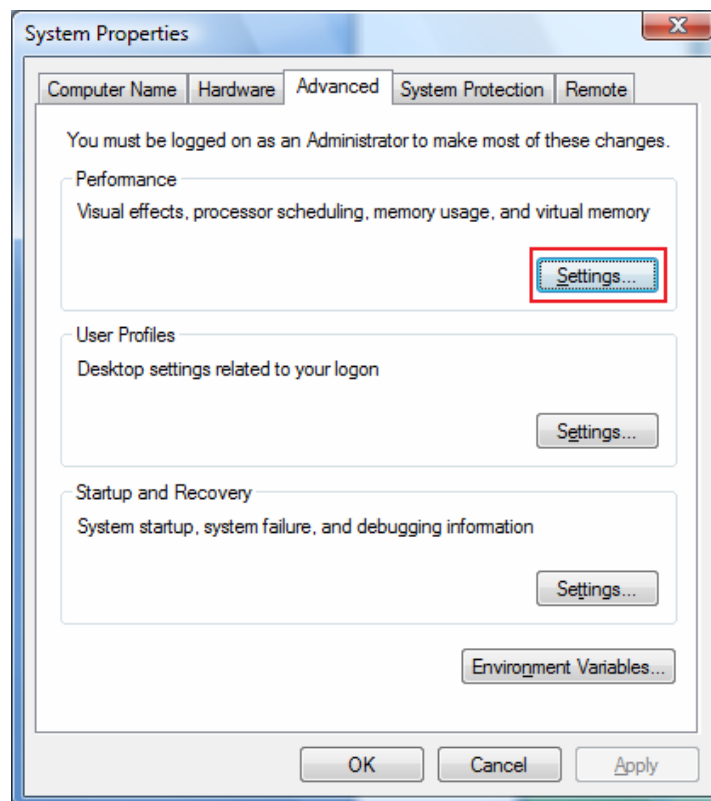 System Properties
Computer Name Hardware Advanced System Protection Remote
You must be logged on as an Administrator to make most of these changes.
Performance
Visual effects, processor scheduling, memory usage, and virtual memory
Settings...
User Profiles
Desktop settings related to your logon
Settings...
Startup and Recovery
System startup, system failure, and debugging information
Settings...
Environment Variables...
OK Cancel Apply